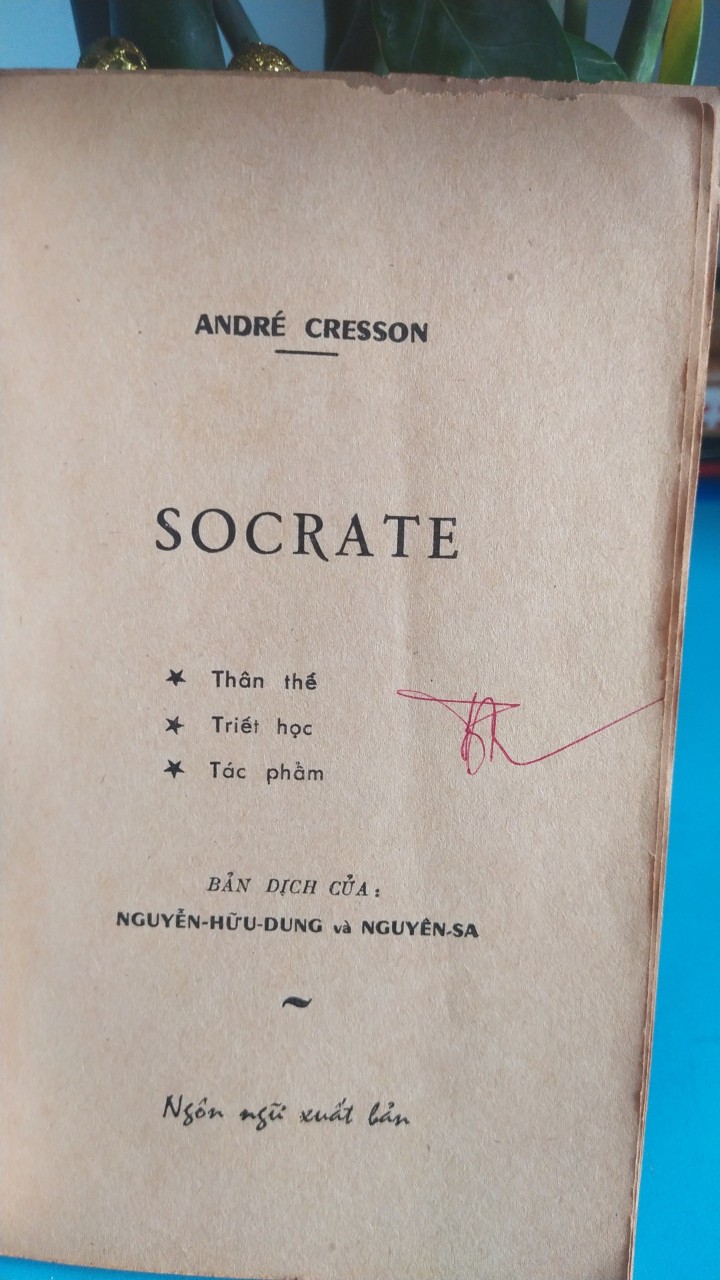 ANDRÉ CRESSON
SOCRATE
★ Thân thế
★ Triết học
★ Tác phẩm
BẢN DỊCH CỦA:
NGUYỄN-HỮU-DUNG và NGUYÊN-SA
~
Ngôn ngữ xuất bản